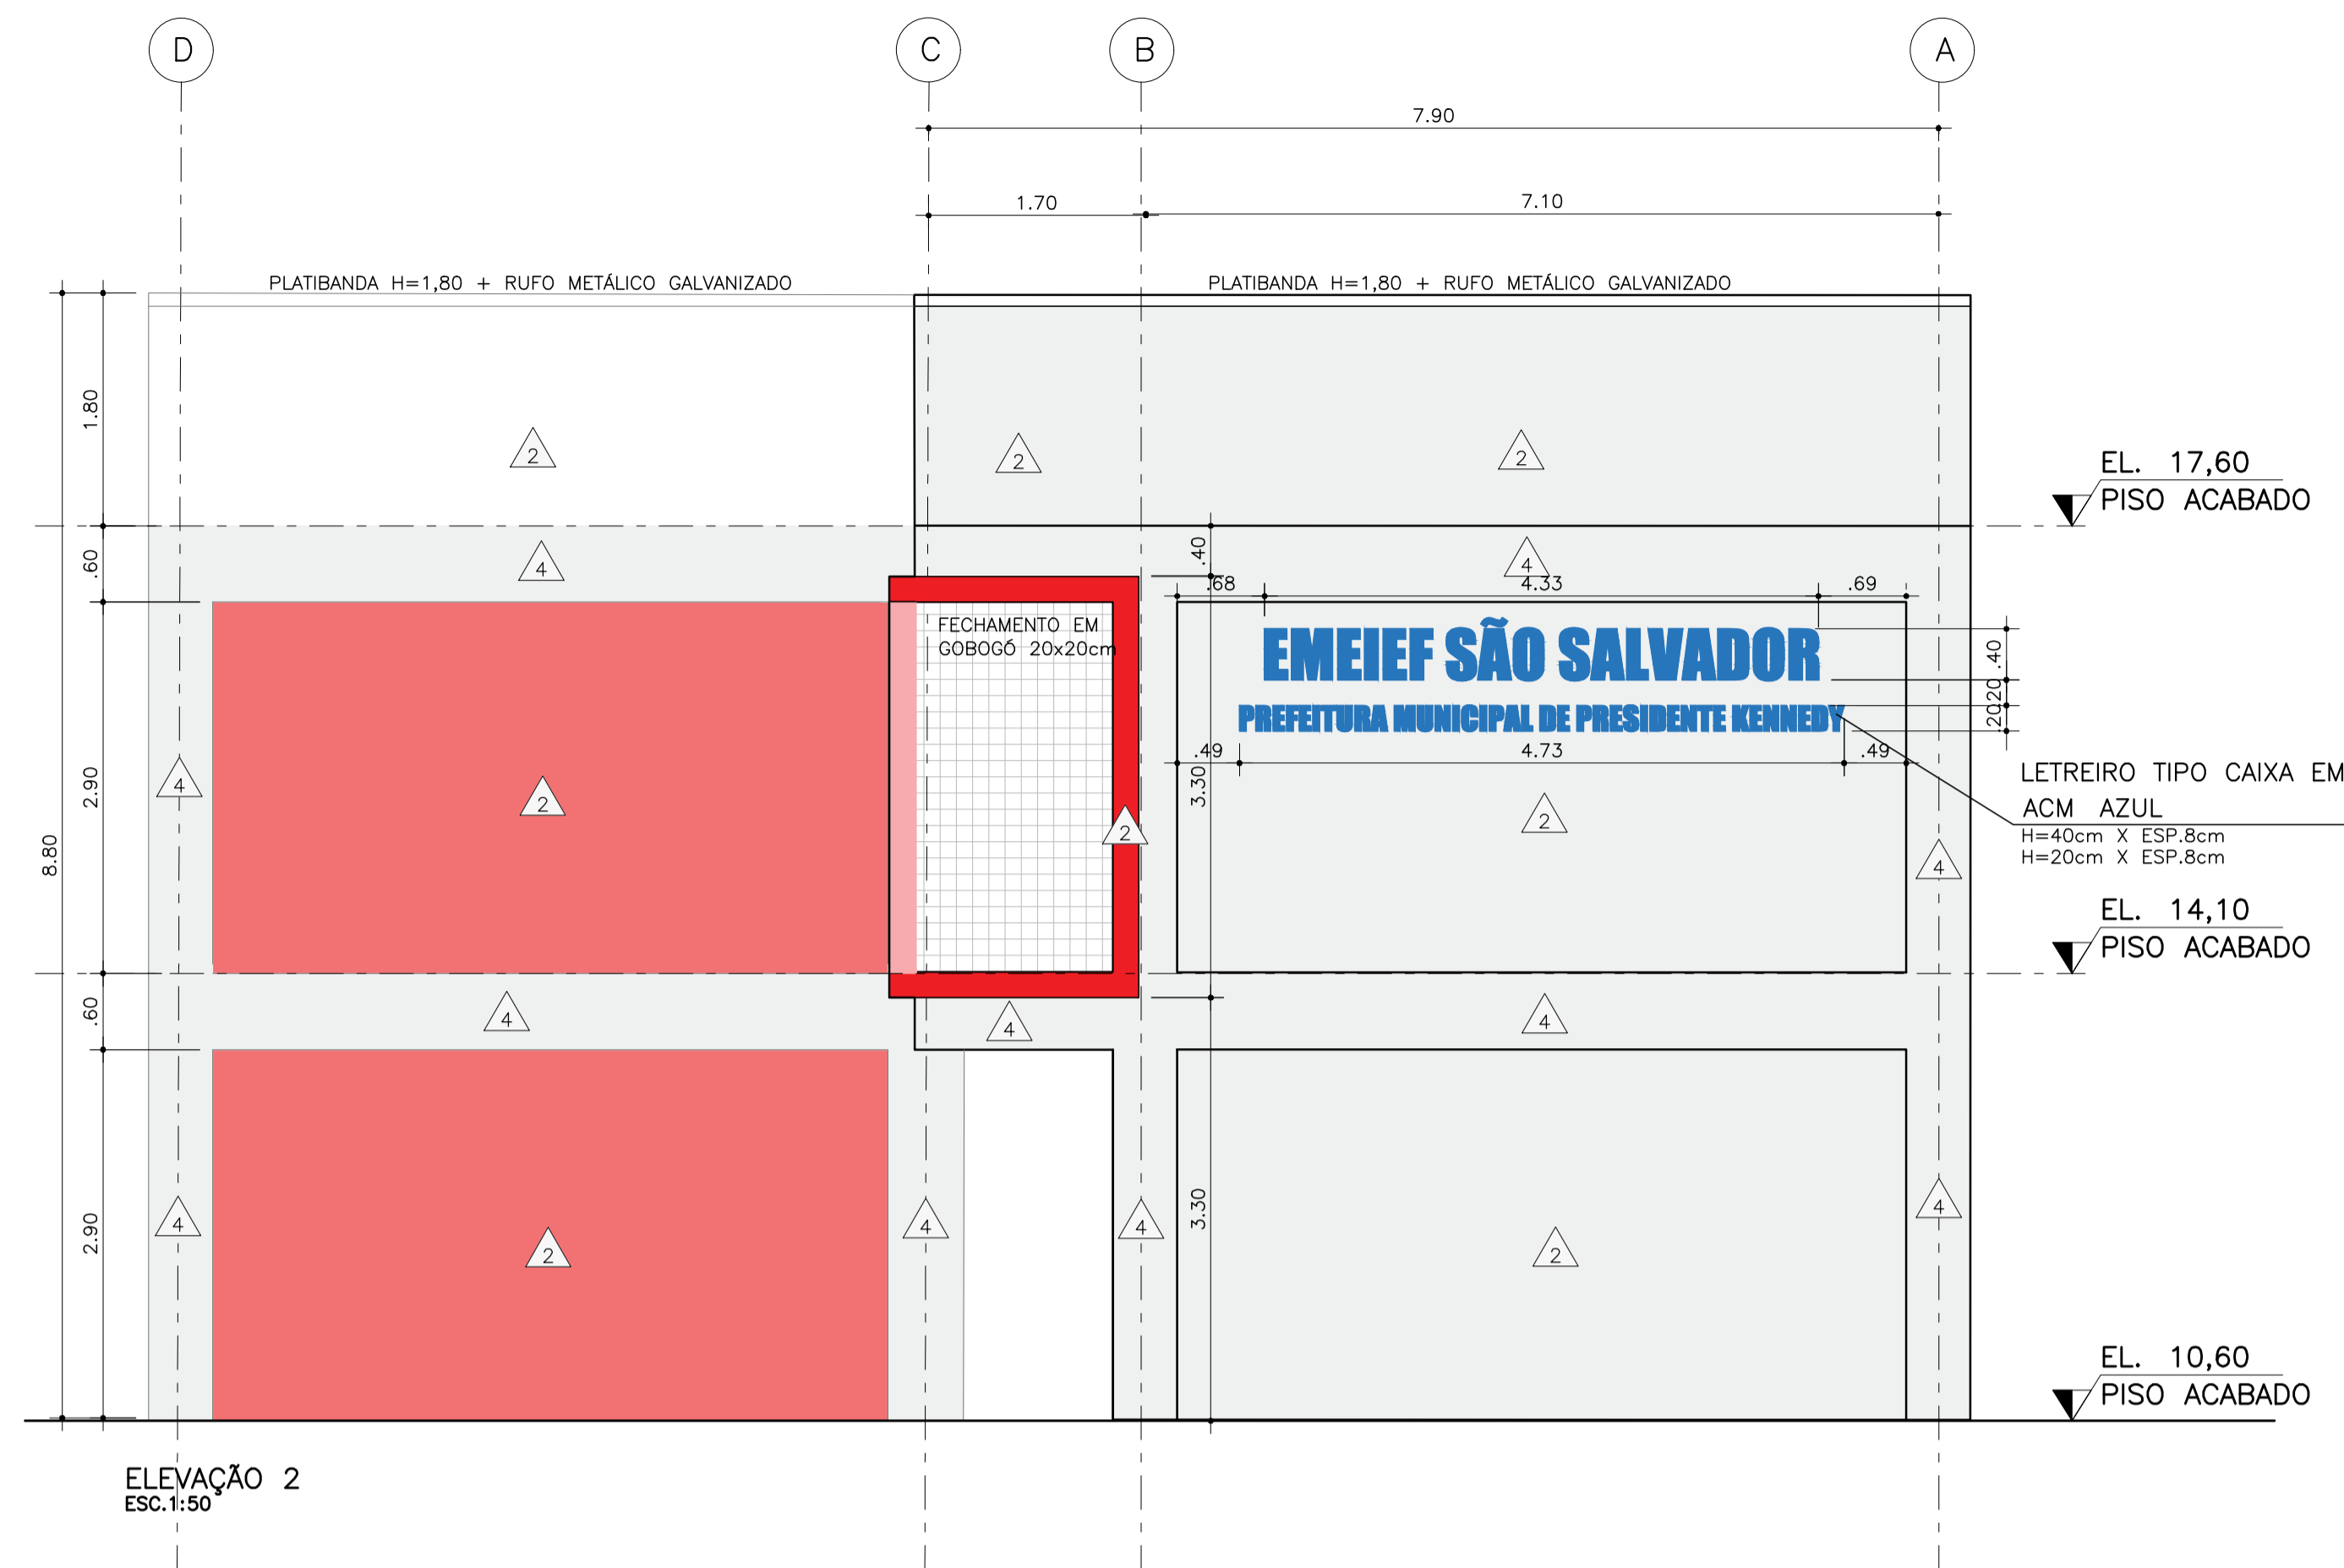 D C B A
7.90
1.70 7.10
PLATIBANDA H=1,80 + RUFO METÁLICO GALVANIZADO PLATIBANDA H=1,80 + RUFO METÁLICO GALVANIZADO
1.80
2 2 2
EL. 17,60
PISO ACABADO
.60 4 .40 4
.68 4.33 .69
FECHAMENTO EM
GOBOGÓ 20x20cm
EMEIEF SÃO SALVADOR
.40
.20
PREFEITURA MUNICIPAL DE PRESIDENTE KENNEDY
.20
.49 4.73 .49
4 2.90 2 3.30
LETREIRO TIPO CAIXA EM
ACM AZUL
H=40cm X ESP.8cm
H=20cm X ESP.8cm
8.80 2 2 4
EL. 14,10
PISO ACABADO
.60 4 4 4
2.90 4 4 4 3.30 4
2 2
EL. 10,60
PISO ACABADO
ELEVAÇÃO 2
ESC.1:50